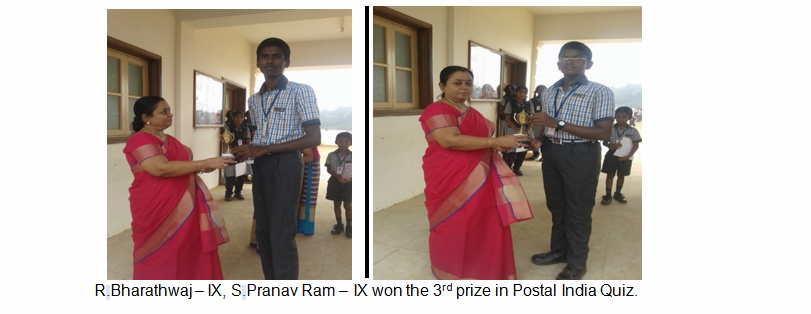 R.Bharathwaj – IX, S.Pranav Ram – IX won the 3rd prize in Postal India Quiz.